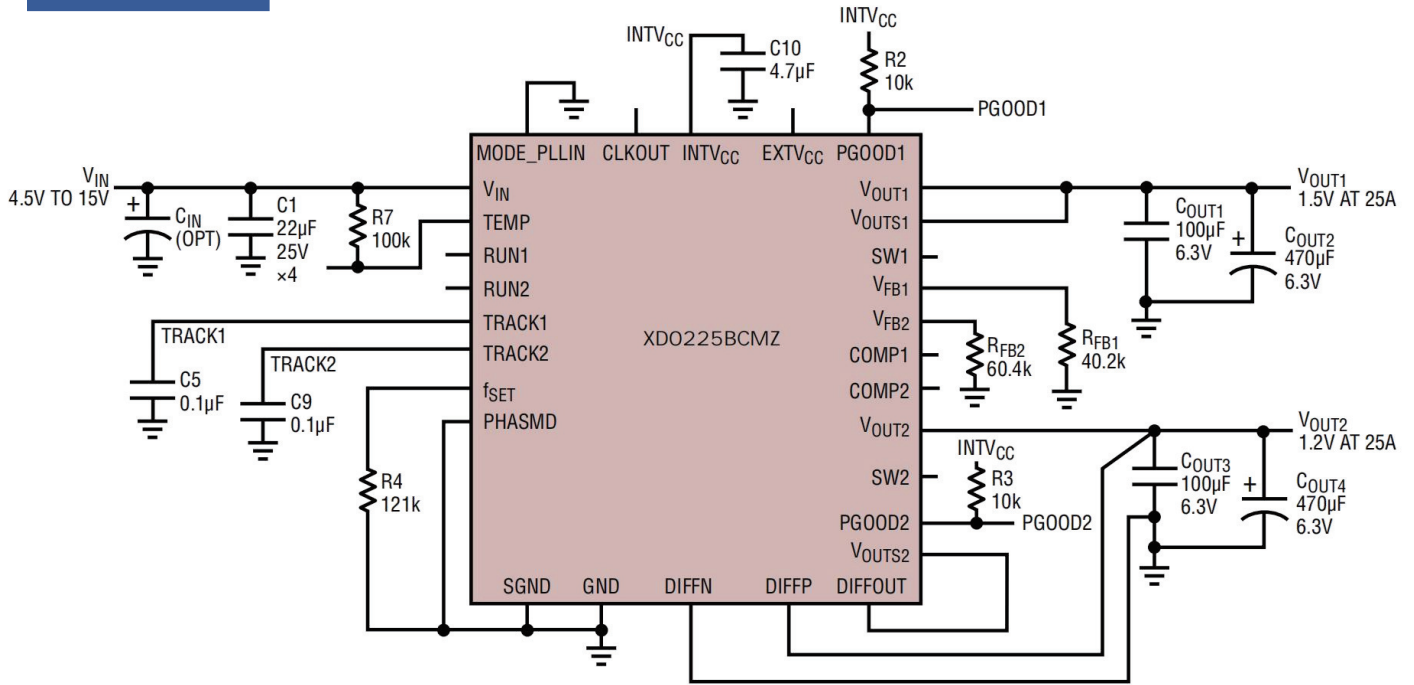 INTVCC
INTVCC
C10
4.7µF
R2
10k
PGOOD1
MODE_PLLIN
CLKOUT
INTVCC
EXTVCC
PGOOD1
VIN
4.5V TO 15V
+
CIN
(OPT)
C1
22µF
25V
×4
R7
100k
VIN
TEMP
RUN1
RUN2
TRACK1
TRACK2
fSET
PHASMD
TRACK1
C5
0.1µF
TRACK2
C9
0.1µF
R4
121k
XD0225BCMZ
VOUT1
VOUTS1
SW1
VFB1
VFB2
COMP1
COMP2
VOUT2
SW2
PGOOD2
VOUTS2
VOUT1
1.5V AT 25A
COUT1
100µF
6.3V
+
COUT2
470µF
6.3V
RFB2
60.4k
RFB1
40.2k
VOUT2
1.2V AT 25A
INTVCC
R3
10k
PGOOD2
COUT3
100µF
6.3V
+
COUT4
470µF
6.3V
SGND
GND
DIFFN
DIFFP
DIFFOUT